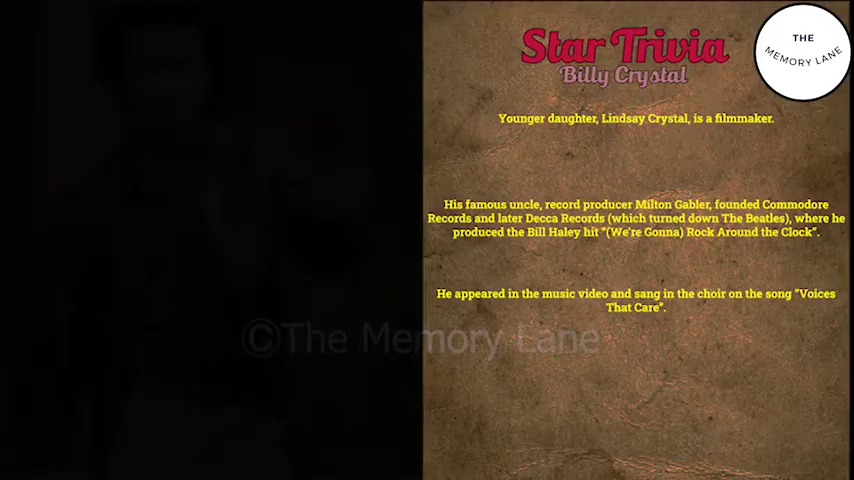 Star Trivia
Billy Crystal
THE
MEMORY LANE
Younger daughter, Lindsay Crystal, is a filmmaker.
His famous uncle, record producer Milton Gabler, founded Commodore
Records and later Decca Records (which turned down The Beatles), where he
produced the Bill Haley hit "(We're Gonna) Rock Around the Clock".
He appeared in the music video and sang in the choir on the song "Voices
That Care".
©The Memory Lane